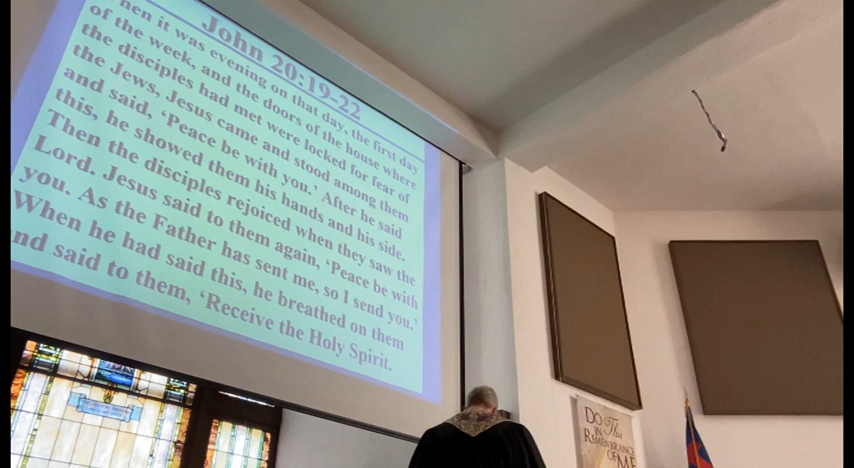 John 20:19-22
hen it was evening on that day, the first day
of the week, and the doors of the house where
the disciples had met were locked for fear of
the Jews, Jesus came and stood among them
and said, ‘Peace be with you.’ After he said
this, he showed them his hands and his side.
Then the disciples rejoiced when they saw the
Lord. Jesus said to them again, ‘Peace be with
you. As the Father has sent me, so I send you.’
When he had said this, he breathed on them
nd said to them, ‘Receive the Holy Spirit.
DO This
IN
REMEMBRANCE
OF ME